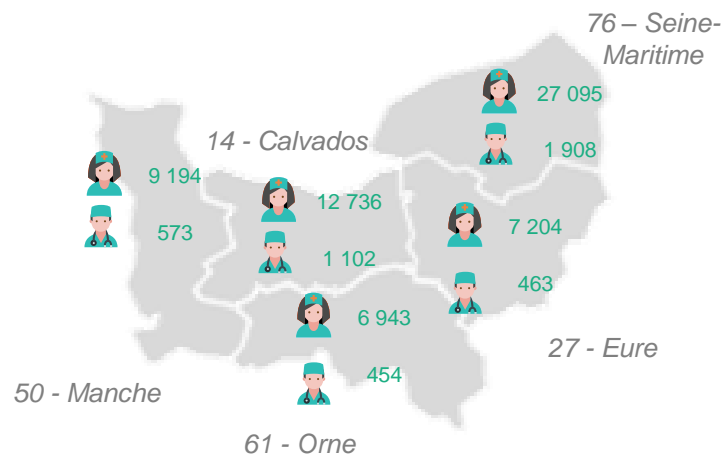 76 – Seine-
Maritime
27 095
1 908
14 - Calvados
9 194
573
12 736
1 102
7 204
463
6 943
454
27 - Eure
50 - Manche
61 - Orne